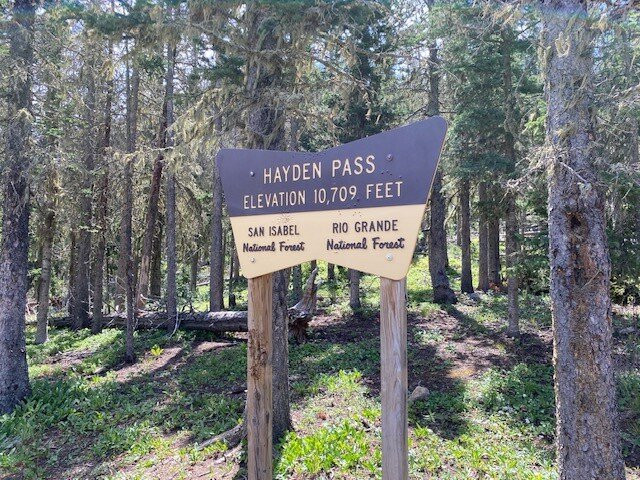 HAYDEN PASS
ELEVATION 10,709 FEET
SAN ISABEL
National Forest
RIO GRANDE
National Forest